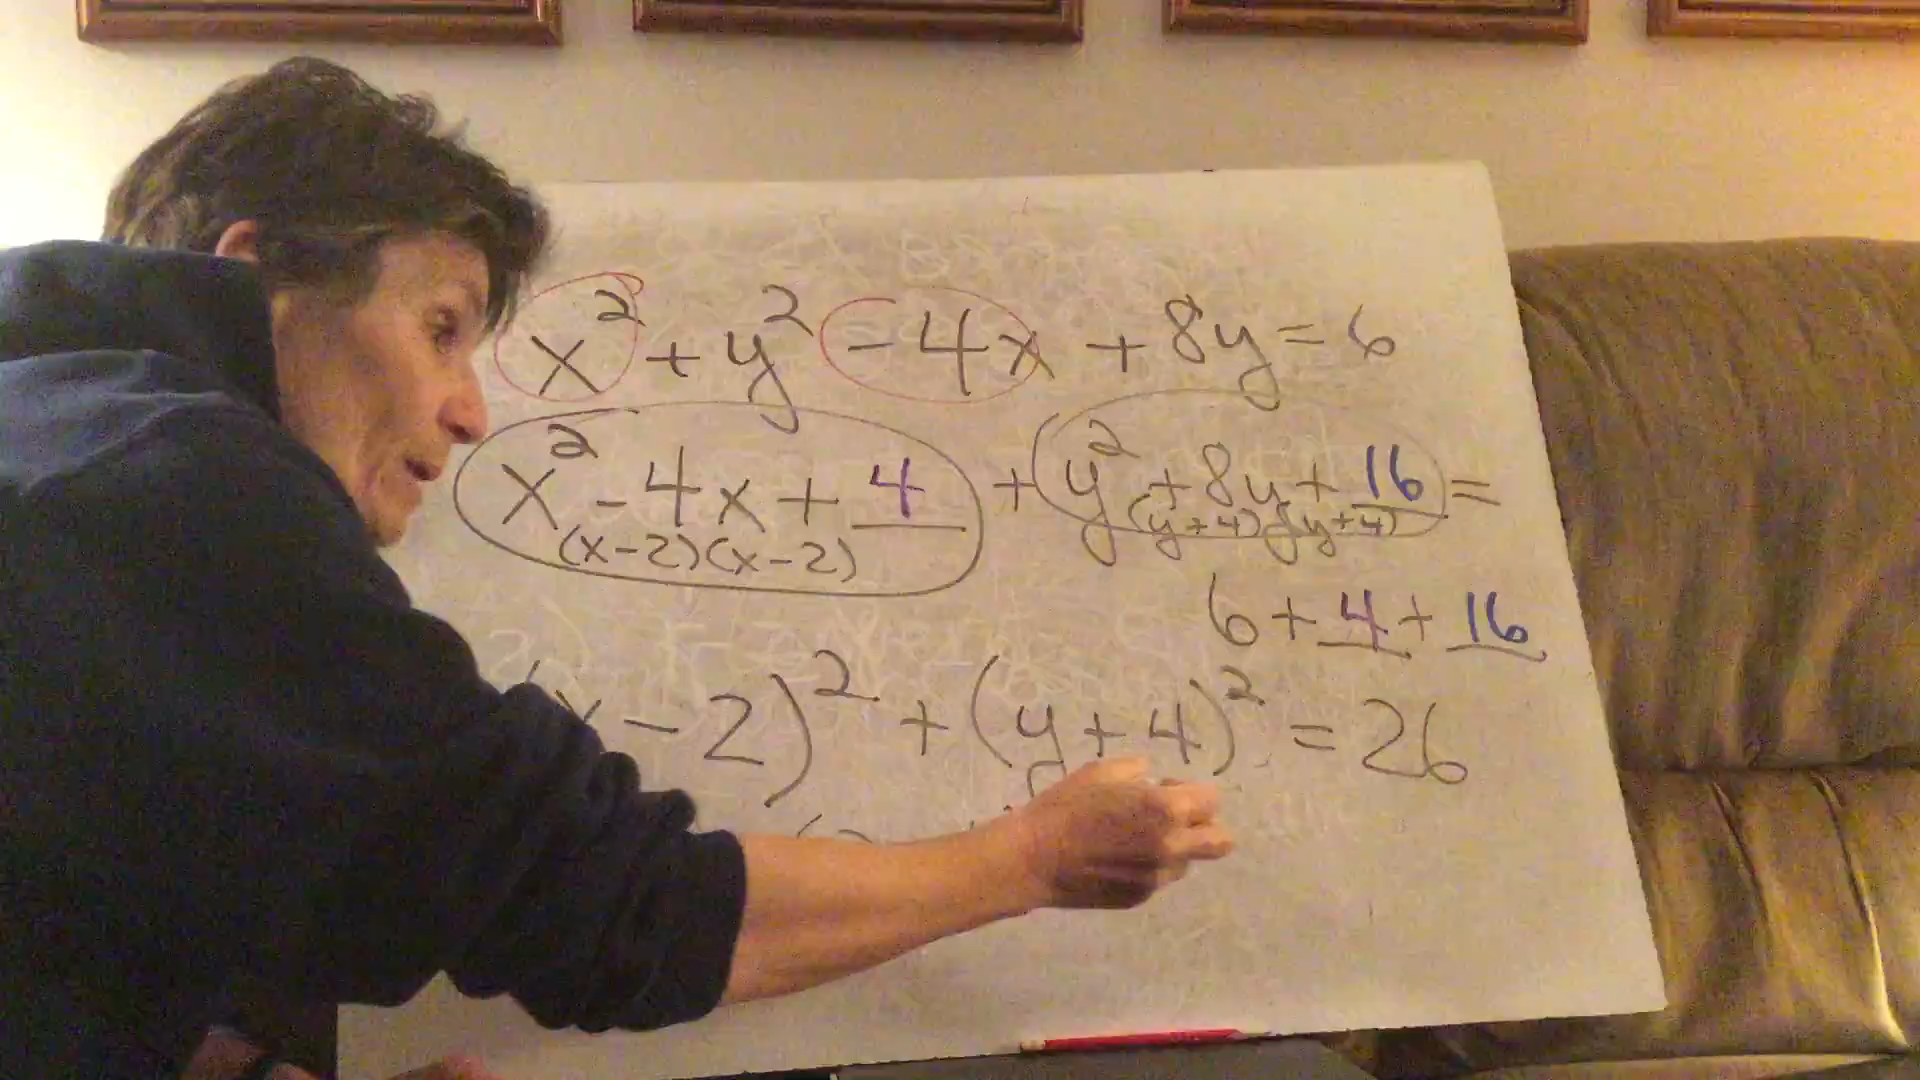 x² + y² - 4x + 8y = 6
x² - 4x + 4 + (y² + 8y + 16 =
(x-2)(x-2) (y+4)(y+4)
6 + 4 + 16
(x - 2)² + (y + 4)² = 26